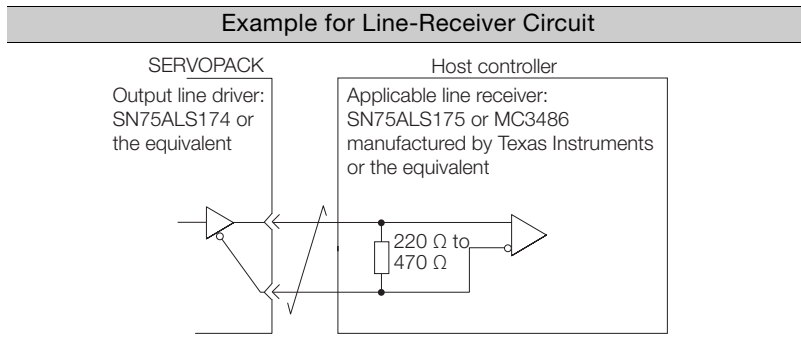 Example for Line-Receiver Circuit
SERVOPACK
Host controller
Output line driver:
SN75ALS174 or
the equivalent
Applicable line receiver:
SN75ALS175 or MC3486
manufactured by Texas Instruments
or the equivalent
220 Ω to
470 Ω